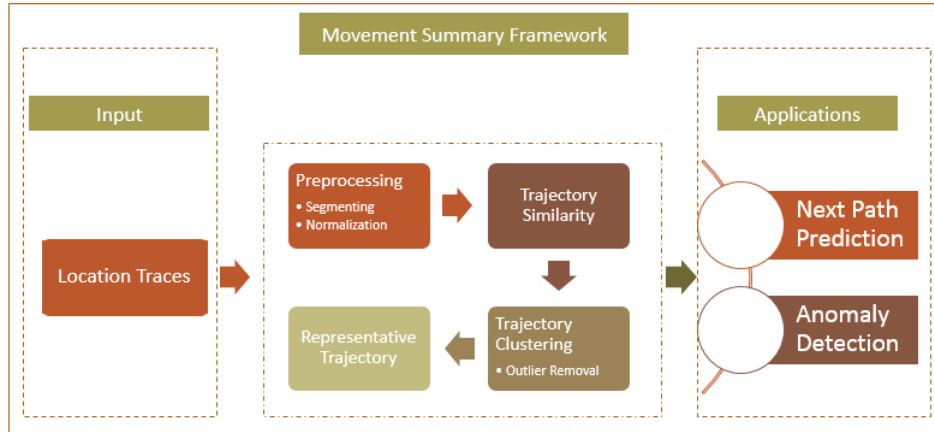 Movement Summary Framework
Input
Location Traces
Preprocessing
• Segmenting
• Normalization
Trajectory
Similarity
Trajectory
Clustering
• Outlier Removal
Representative
Trajectory
Applications
Next Path
Prediction
Anomaly
Detection